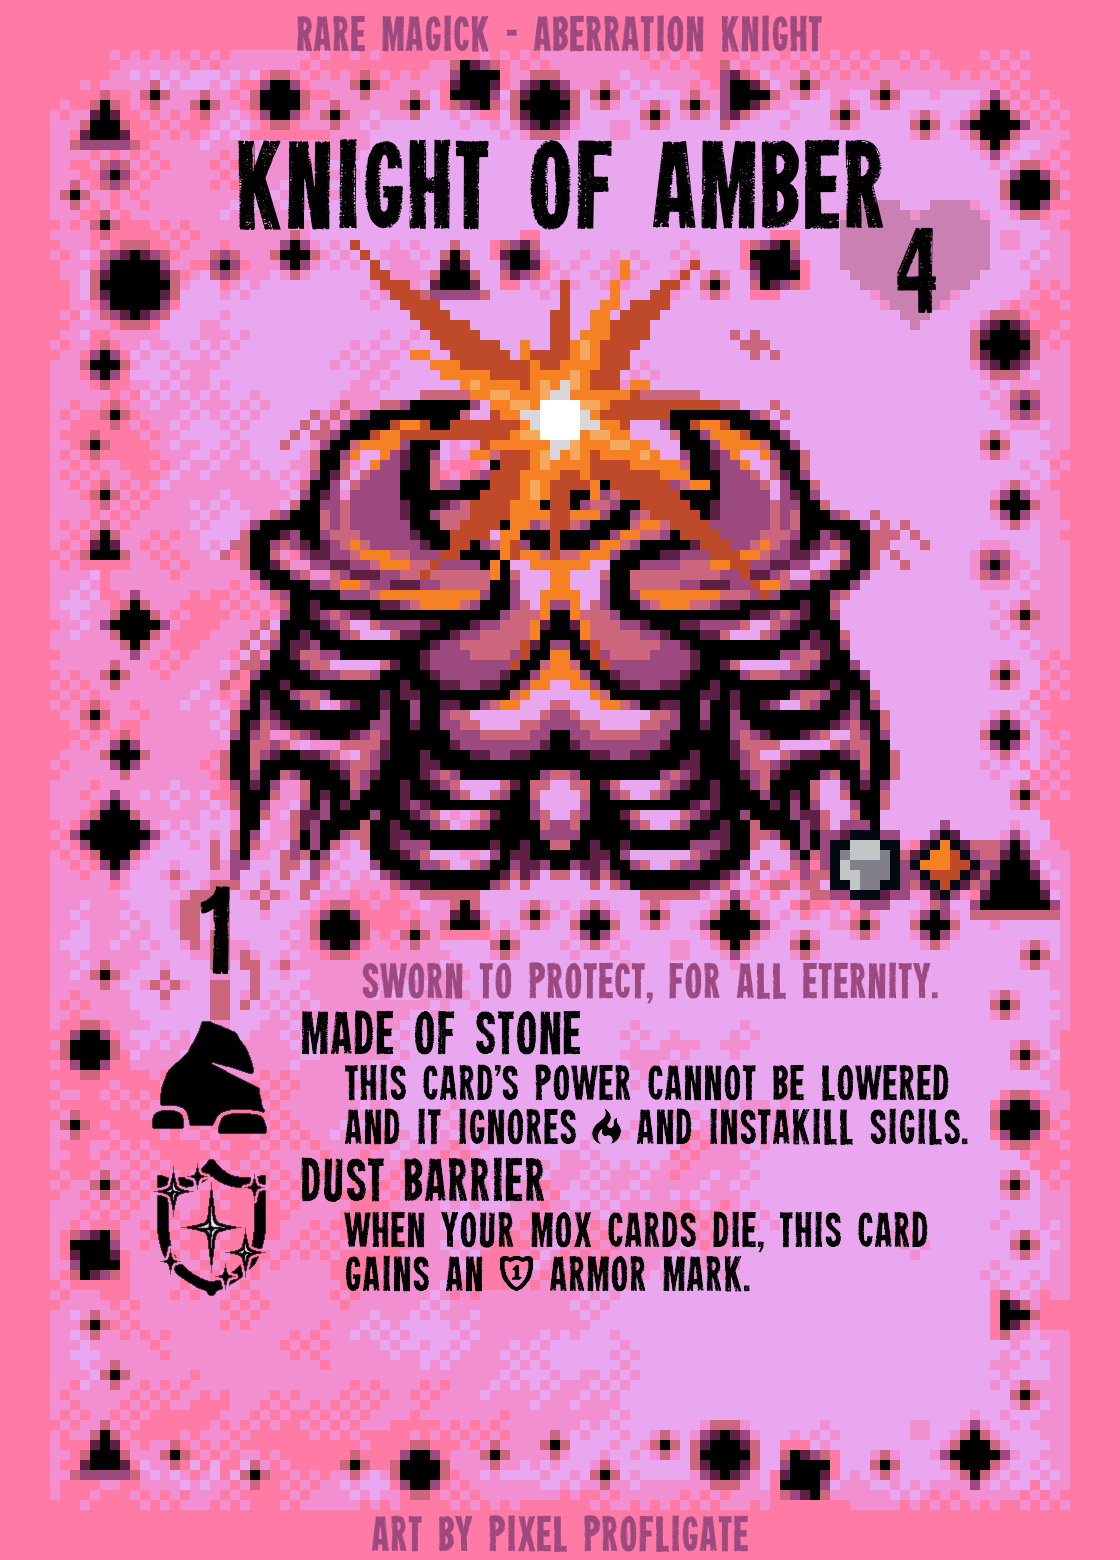 RARE MAGICK - ABERRATION KNIGHT
KNIGHT OF AMBER
4
1
SWORN TO PROTECT, FOR ALL ETERNITY.
MADE OF STONE
THIS CARD'S POWER CANNOT BE LOWERED
AND IT IGNORES AND INSTAKILL SIGILS.
DUST BARRIER
WHEN YOUR MOX CARDS DIE, THIS CARD
GAINS AN 1 ARMOR MARK.
ART BY PIXEL PROFLIGATE